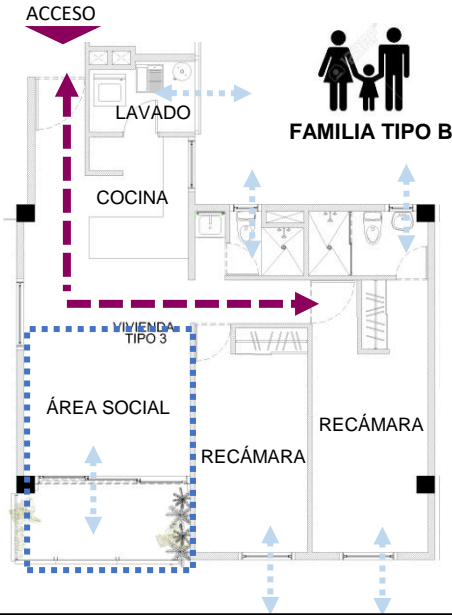 ACCESO
LAVADO
FAMILIA TIPO B
COCINA
VIVIENDA
TIPO 3
ÁREA SOCIAL
RECÁMARA
RECÁMARA